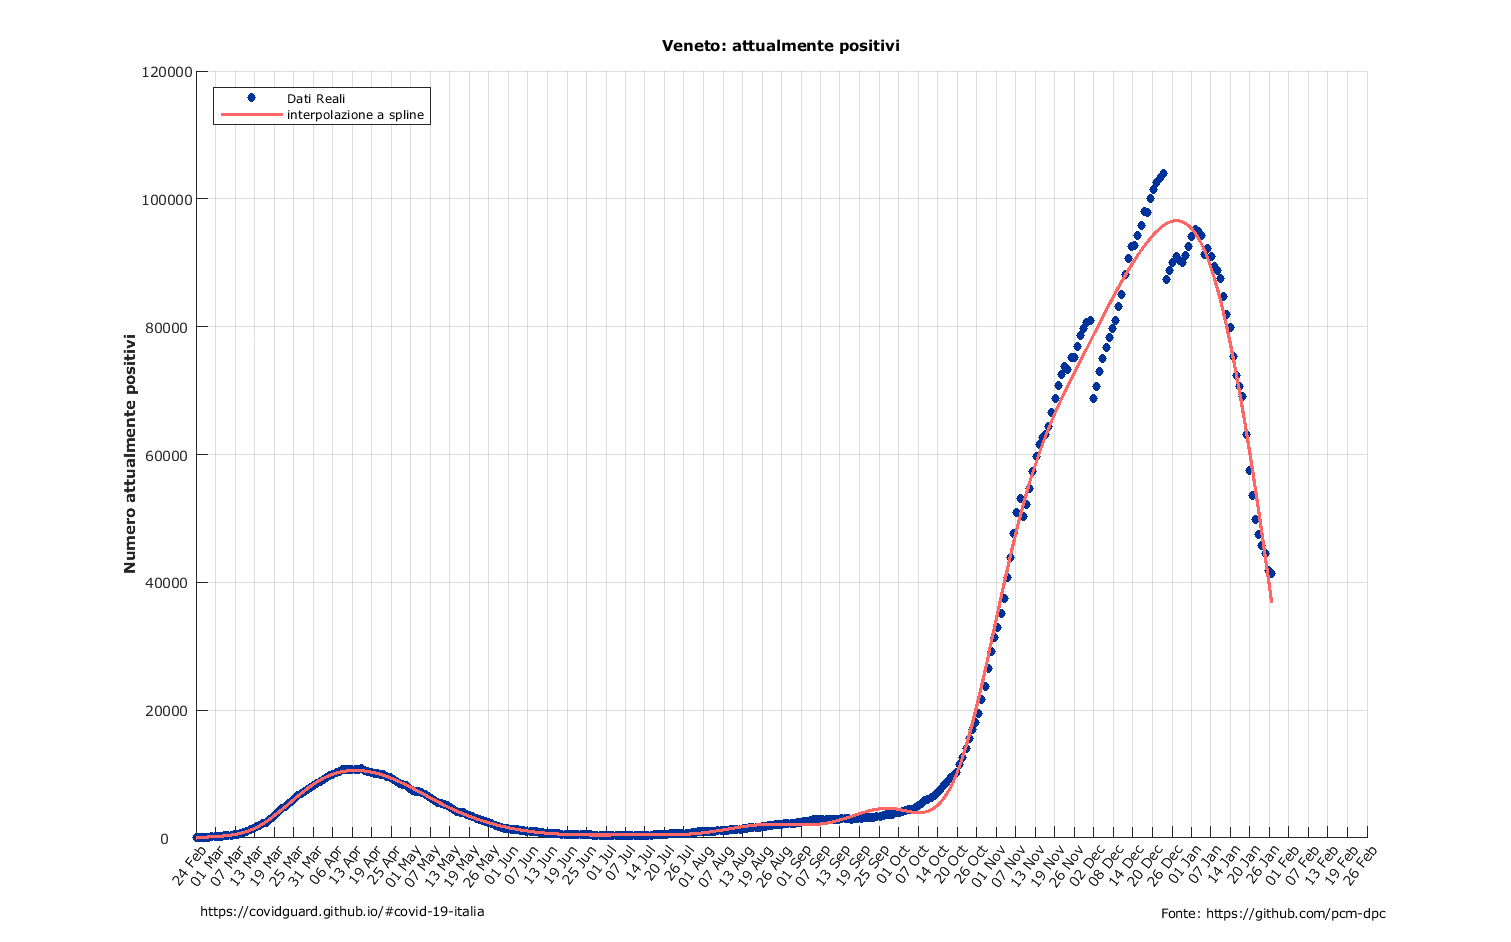 Veneto: attualmente positivi
Dati Reali
interpolazione a spline
Numero attualmente positivi
120000
100000
80000
60000
40000
20000
0
24 Feb
01 Mar
07 Mar
13 Mar
19 Mar
25 Mar
31 Mar
06 Apr
13 Apr
19 Apr
25 Apr
01 May
07 May
13 May
19 May
26 May
01 Jun
07 Jun
13 Jun
19 Jun
25 Jun
01 Jul
07 Jul
14 Jul
20 Jul
26 Jul
01 Aug
07 Aug
13 Aug
19 Aug
26 Aug
01 Sep
07 Sep
13 Sep
19 Sep
25 Sep
01 Oct
07 Oct
14 Oct
20 Oct
26 Oct
01 Nov
07 Nov
13 Nov
19 Nov
26 Nov
02 Dec
08 Dec
14 Dec
20 Dec
26 Dec
01 Jan
07 Jan
14 Jan
20 Jan
26 Jan
01 Feb
07 Feb
13 Feb
19 Feb
26 Feb
https://covidguard.github.io/#covid-19-italia
Fonte: https://github.com/pcm-dpc